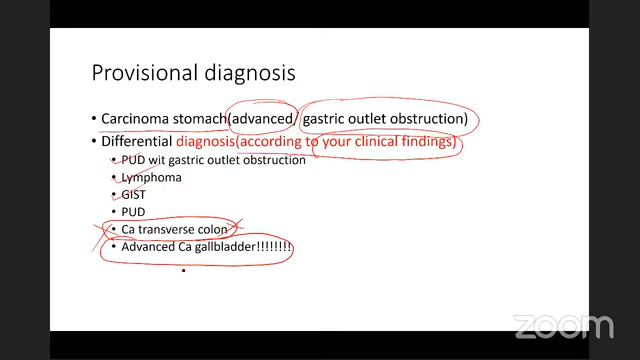 Provisional diagnosis
• Carcinoma stomach(advanced/ gastric outlet obstruction)
• Differential diagnosis(according to your clinical findings)
• PUD wit gastric outlet obstruction
• Lymphoma
• GIST
• PUD
• Ca transverse colon
• Advanced Ca gallbladder!!!!!!!!
zoom